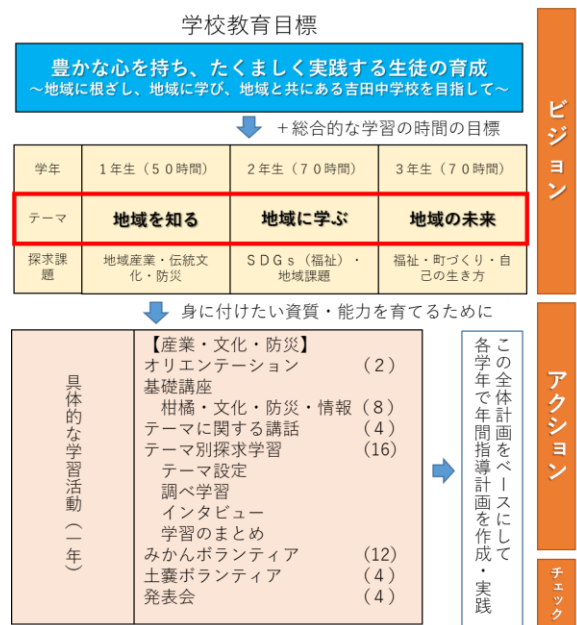 学校教育目標
豊かな心を持ち、たくましく実践する生徒の育成
～地域に根ざし、地域に学び、地域と共にある吉田中学校を目指して～
＋総合的な学習の時間の目標
学年
1年生（50時間）
2年生（70時間）
3年生（70時間）
テーマ
地域を知る
地域に学ぶ
地域の未来
探求課
題
地域産業・伝統文
化・防災
SDGs（福祉）・
地域課題
福祉・町づくり・自
己の生き方
ビジョン
身に付けたい資質・能力を育てるために
具体的な学習活動（一年）
【産業・文化・防災】
オリエンテーション （2）
基礎講座
柑橘・文化・防災・情報（8）
テーマに関する講話 （4）
テーマ別探求学習 （16）
テーマ設定
調べ学習
インタビュー
学習のまとめ
みかんボランティア （12）
土嚢ボランティア （4）
発表会 （4）
この全体計画をベースにして
各学年で年間指導計画を作成・実践
アクション
チェック